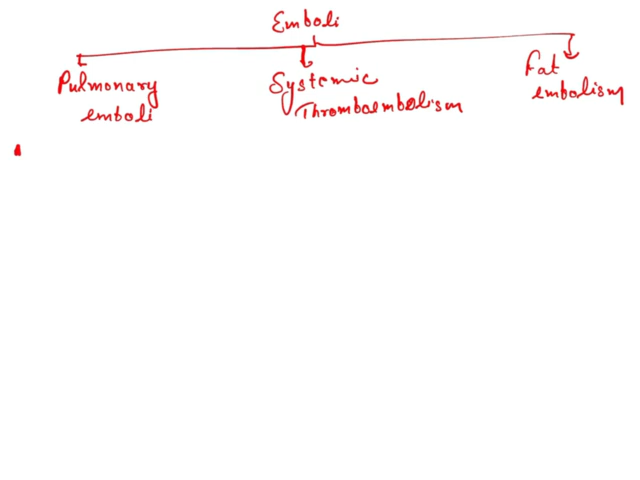 Emboli
Pulmonary
emboli
Systemic
Thromboembolism
Fat
embolism